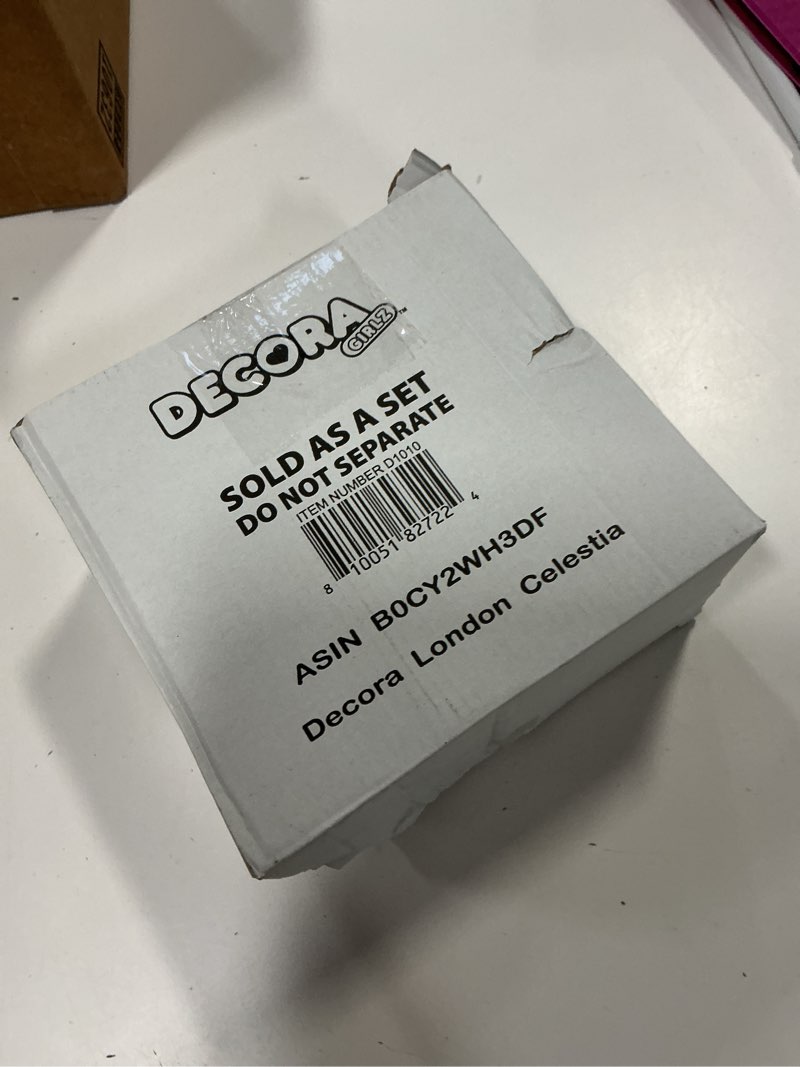 DECORA
GIRLZ™
SOLD AS A SET
DO NOT SEPARATE
ITEM NUMBER D1010
8 10051 82722 4
ASIN B0CY2WH3DF
Decora London Celestia